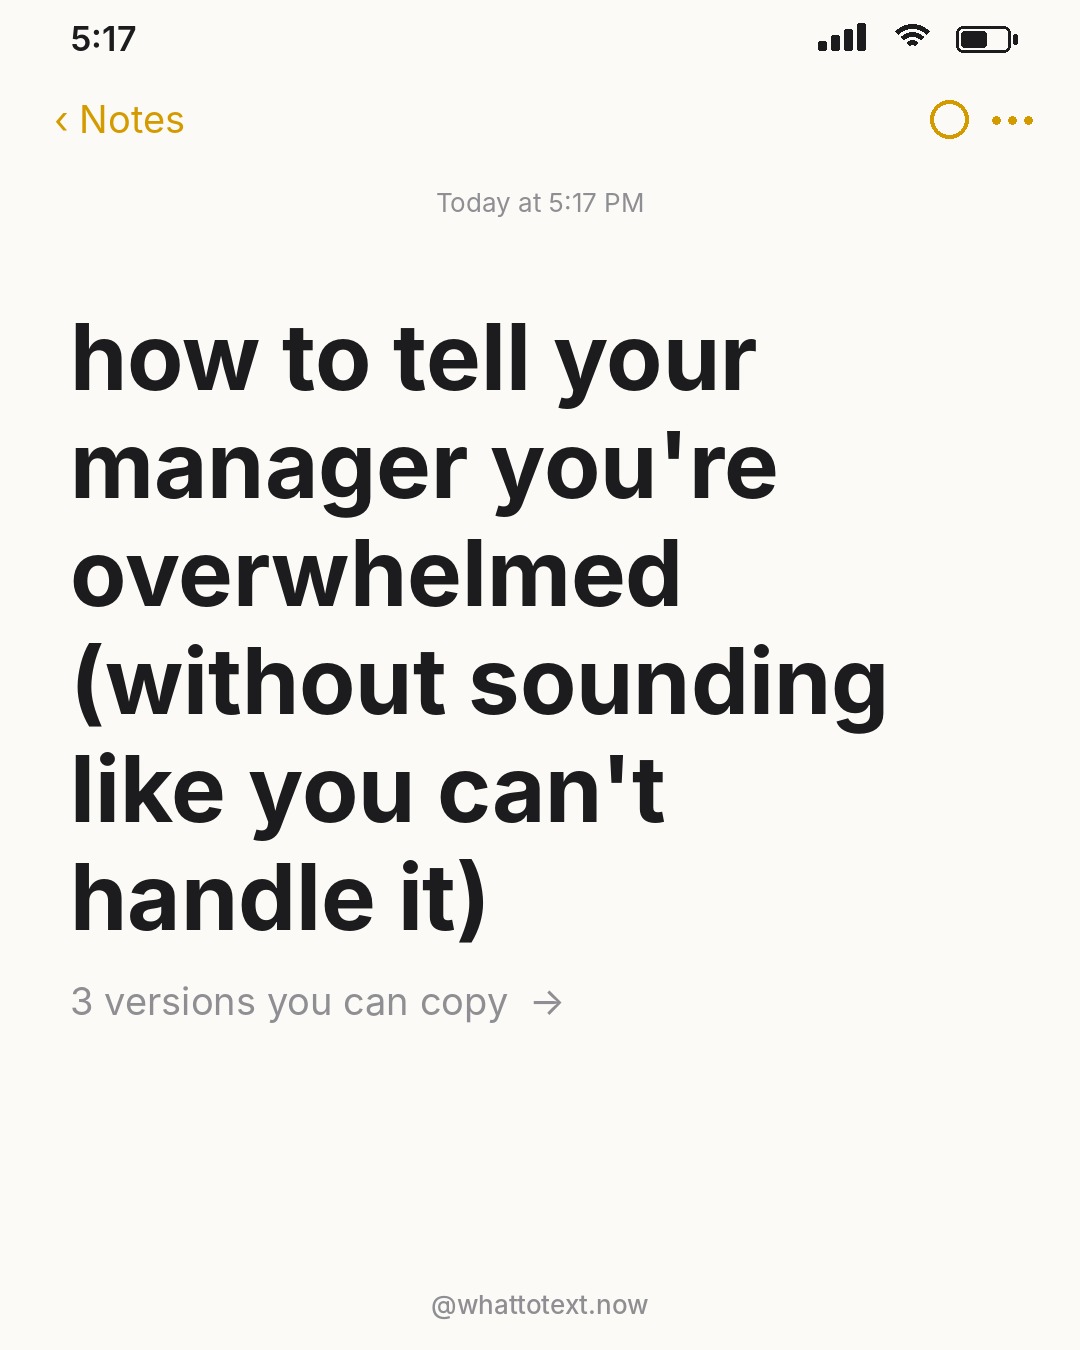 5:17
‹ Notes
Today at 5:17 PM
how to tell your
manager you're
overwhelmed
(without sounding
like you can't
handle it)
3 versions you can copy →
@whattotext.now